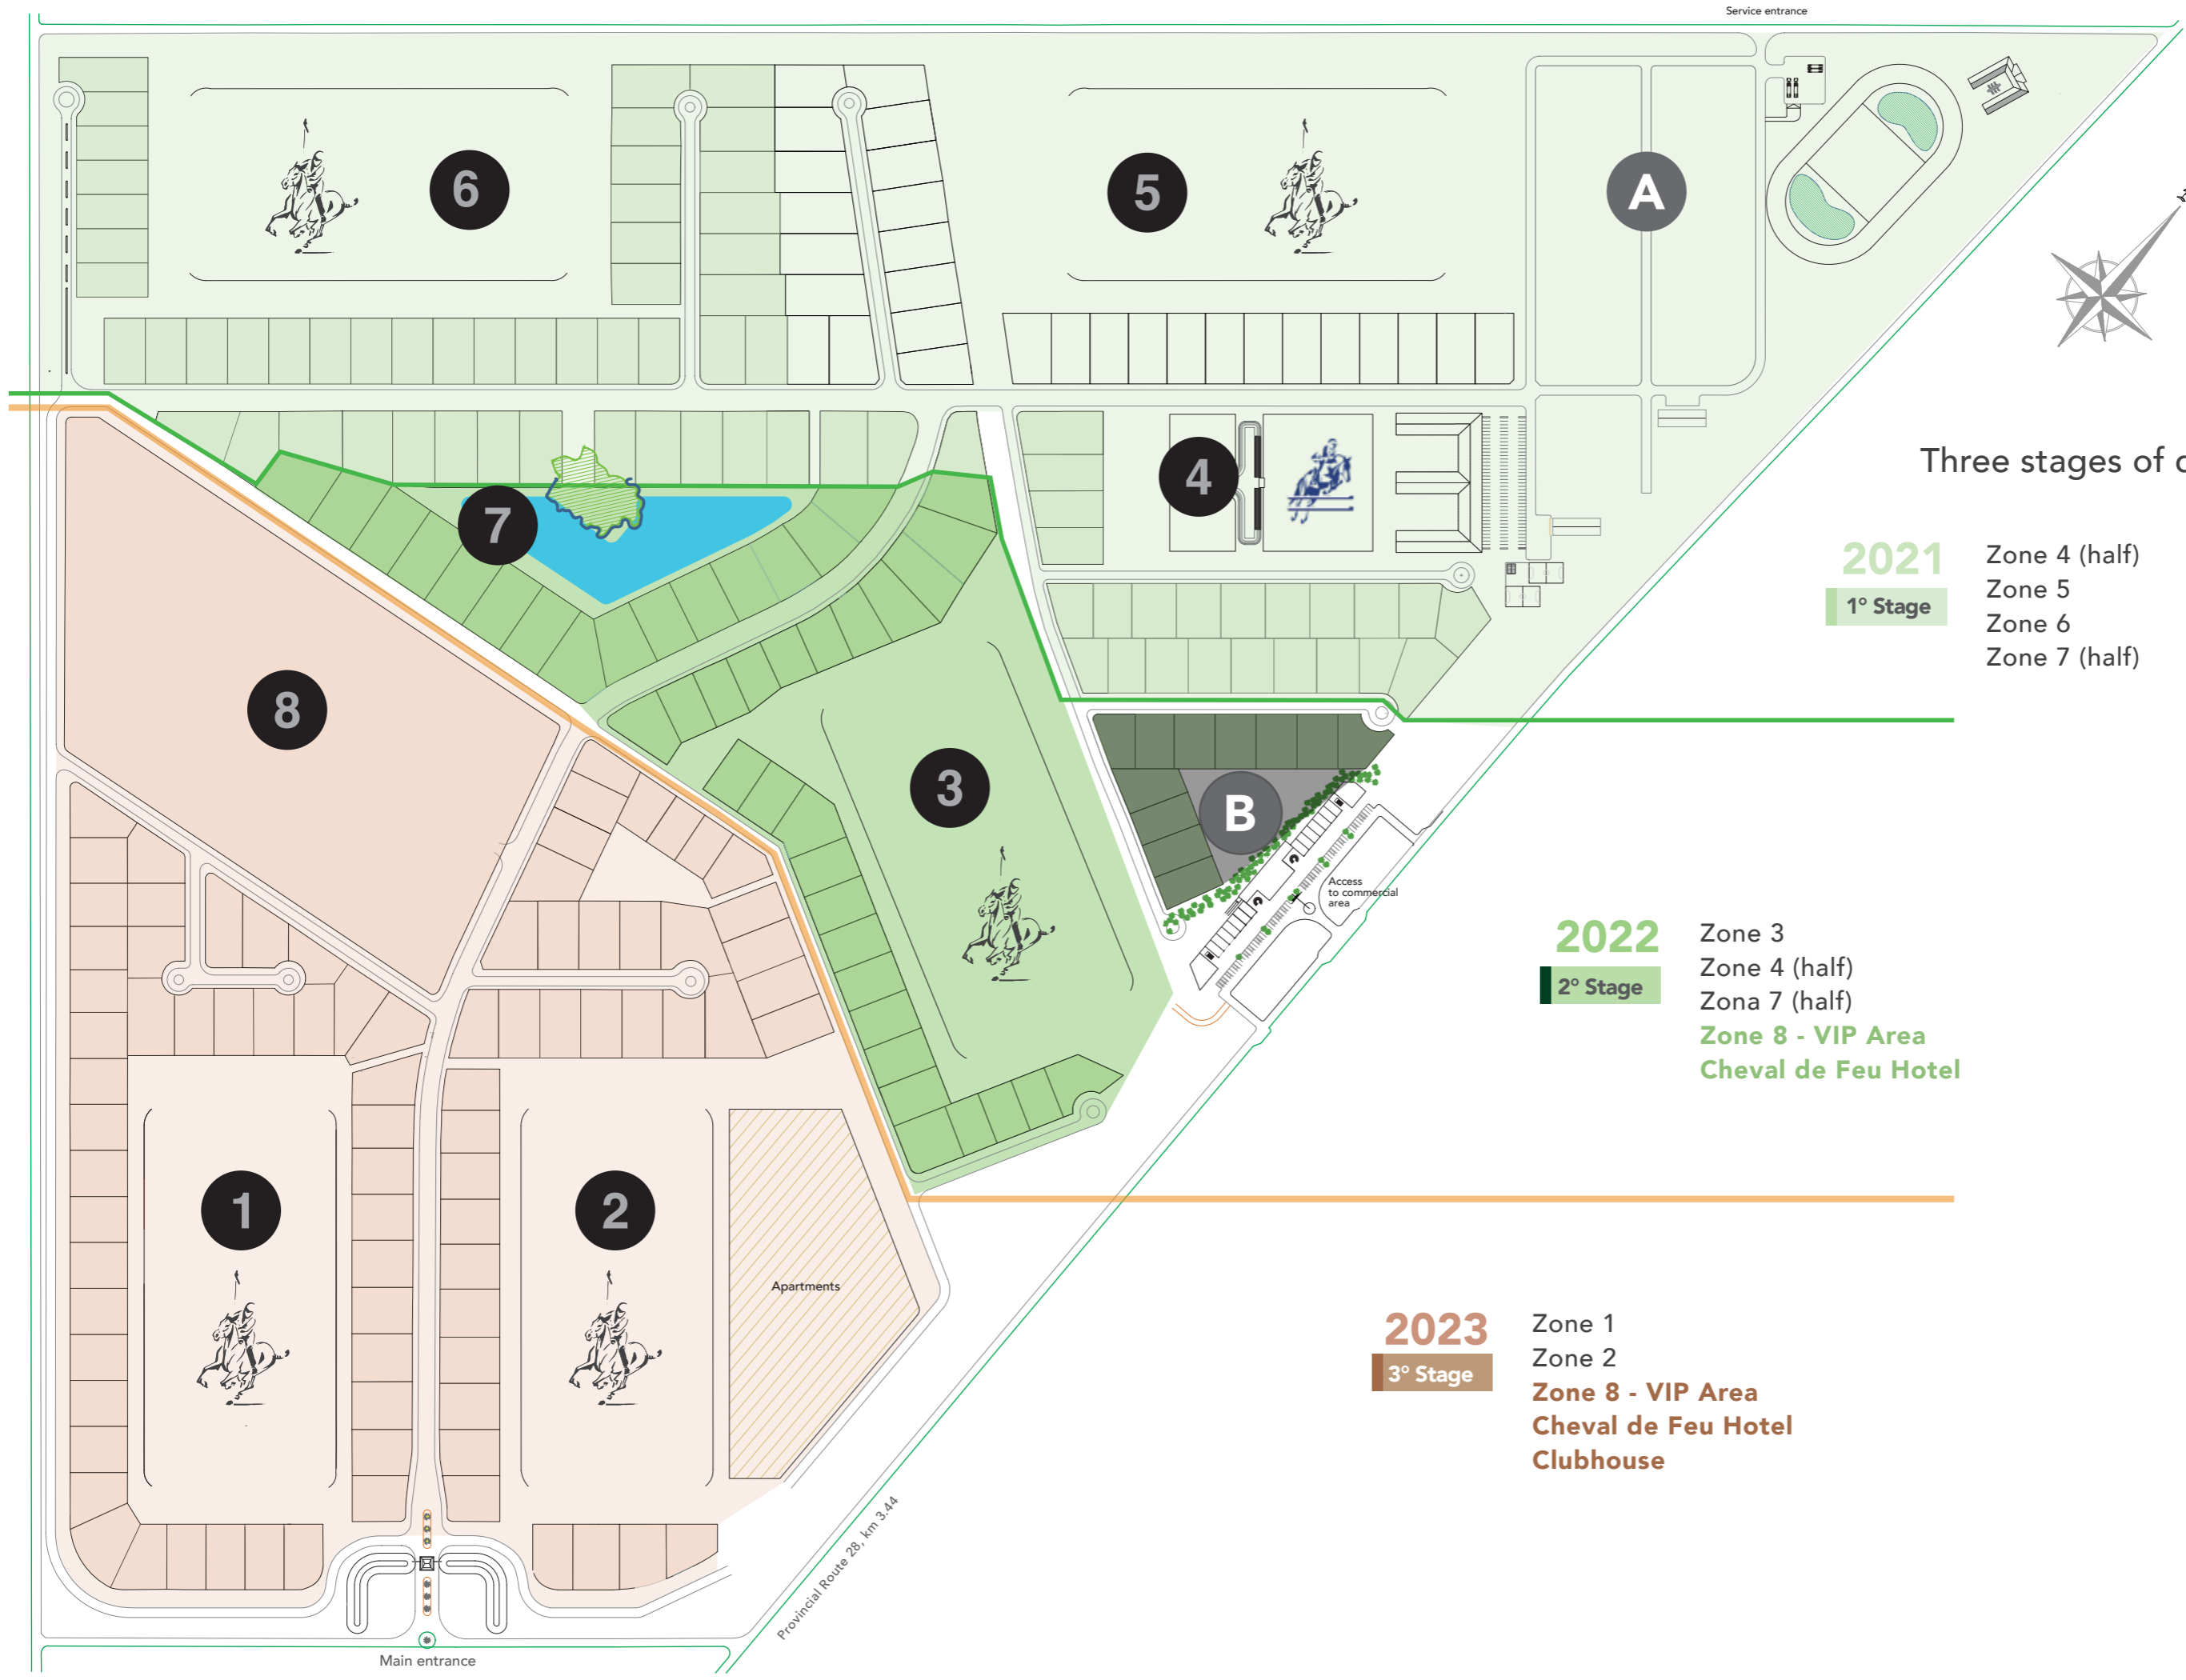 Service entrance
6
5
A
4
Three stages of
7
2021
1° Stage
Zone 4 (half)
Zone 5
Zone 6
Zone 7 (half)
8
3
B
Access
to commercial
area
2022
2° Stage
Zone 3
Zone 4 (half)
Zona 7 (half)
Zone 8 - VIP Area
Cheval de Feu Hotel
1
2
Apartments
2023
3° Stage
Zone 1
Zone 2
Zone 8 - VIP Area
Cheval de Feu Hotel
Clubhouse
Provincial Route 28, km 3.44
Main entrance